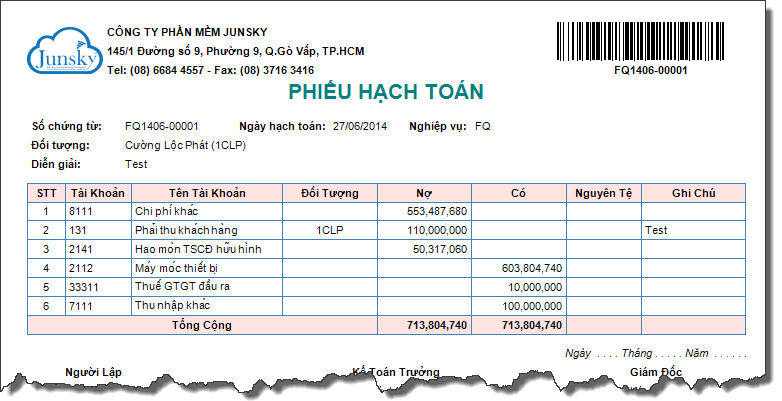 Junsky
CÔNG TY PHẦN MỀM JUNSKY
145/1 Đường số 9, Phường 9, Q.Gò Vấp, TP.HCM
Tel: (08) 6684 4557 - Fax: (08) 3716 3416
FQ1406-00001
PHIẾU HẠCH TOÁN
Số chứng từ: FQ1406-00001 Ngày hạch toán: 27/06/2014 Nghiệp vụ: FQ
Đối tượng: Cường Lộc Phát (1CLP)
Diễn giải: Test
STT Tài Khoản Tên Tài Khoản Đối Tượng Nợ Có Nguyên Tệ Ghi Chú
1 8111 Chi phí khác 553,487,680
2 131 Phải thu khách hàng 1CLP 110,000,000 Test
3 2141 Hao mòn TSCĐ hữu hình 50,317,060
4 2112 Máy móc thiết bị 603,804,740
5 33311 Thuế GTGT đầu ra 10,000,000
6 7111 Thu nhập khác 100,000,000
Tổng Cộng 713,804,740 713,804,740
Ngày . . . . Tháng . . . . . Năm . . . . . .
Người Lập Kế Toán Trưởng Giám Đốc